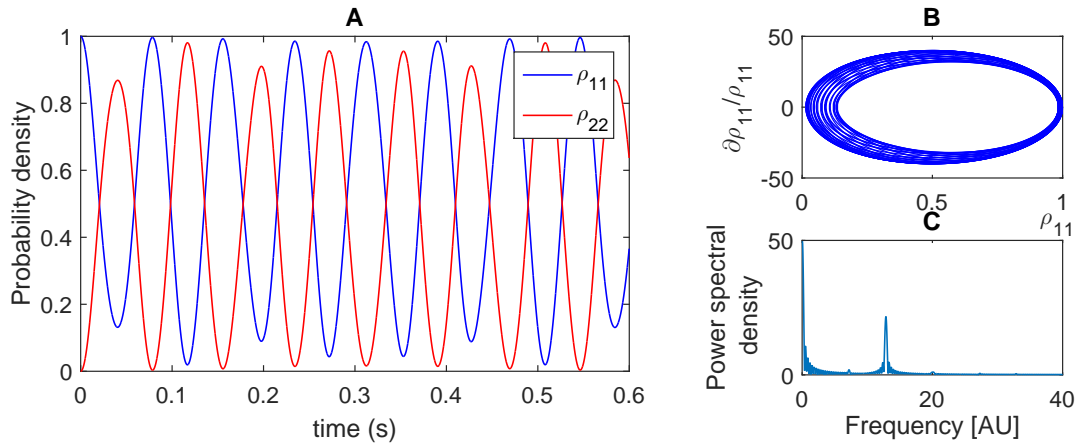 A
Probability density
1
0.8
0.6
0.4
0.2
0
0 0.1 0.2 0.3 0.4 0.5 0.6
time (s)
ρ11
ρ22
B
∂ρ11/ρ11
50
0
-50
0 0.5 1
ρ11
C
Power spectral
density
50
0
0 20 40
Frequency [AU]